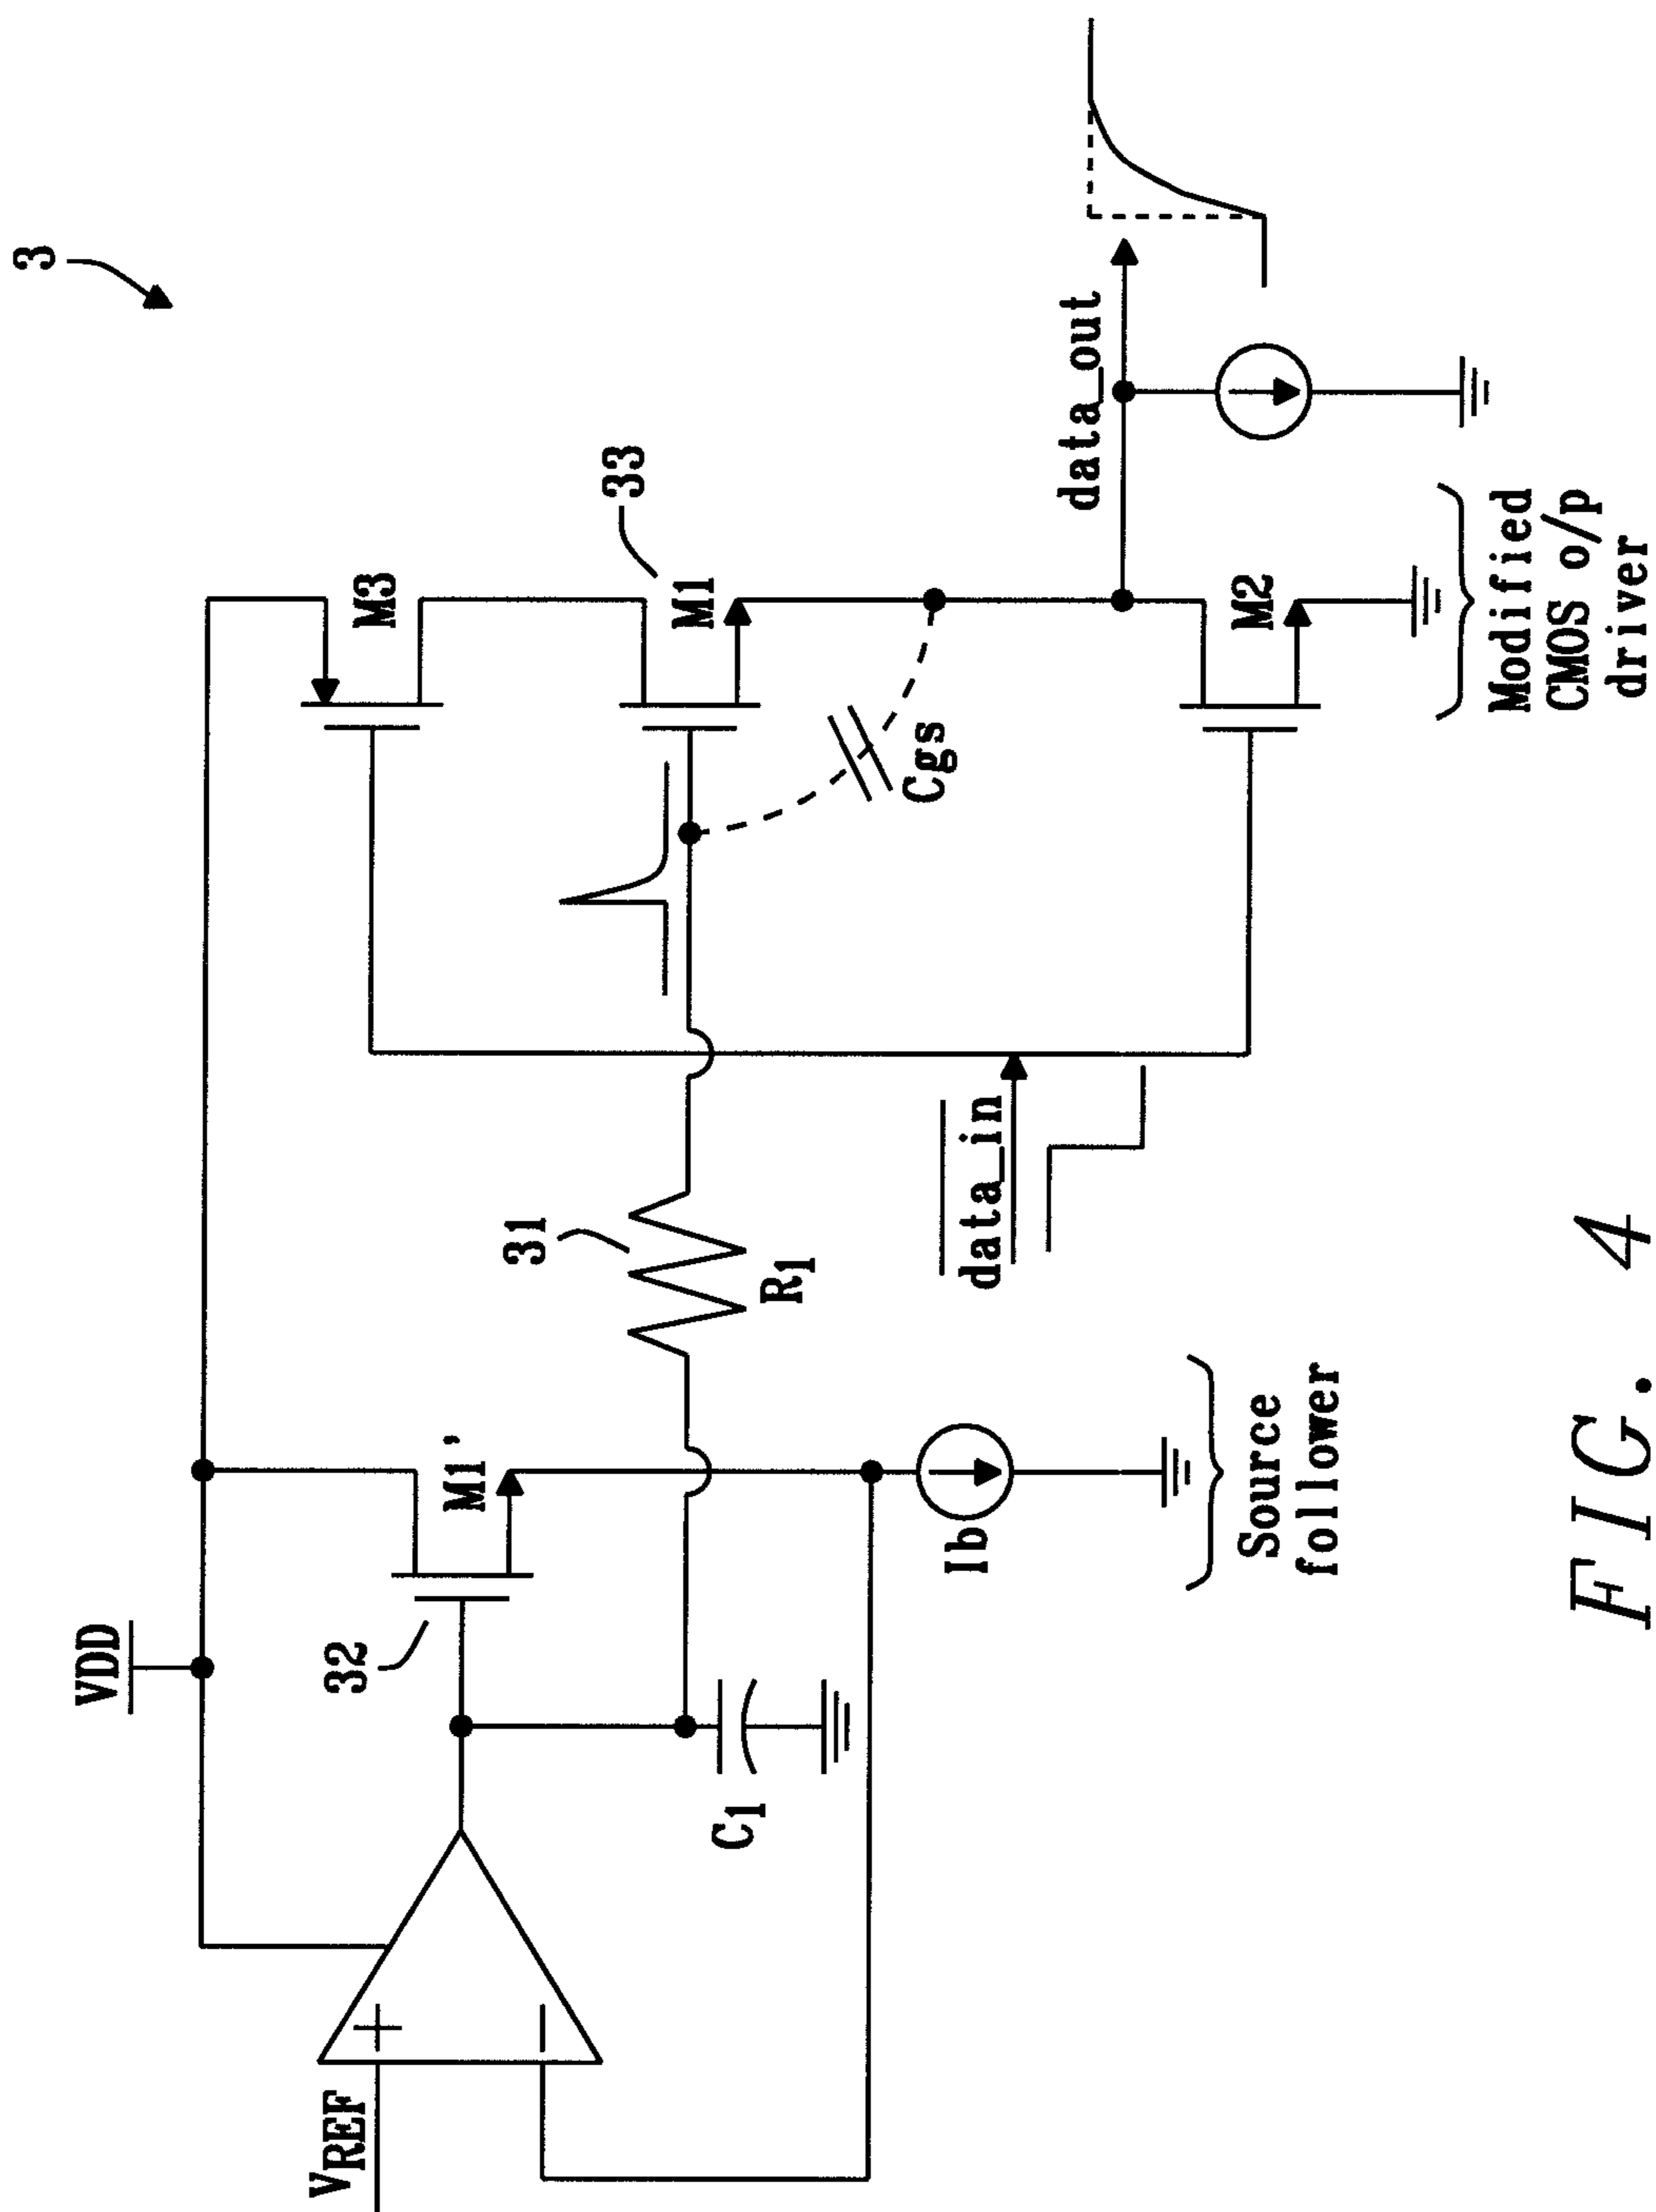 3
VDD
VREF
32
M1'
C1
Ib
Source
follower
31
R1
data_in
M3
33
M1
Cgs
M2
data_out
Modified
CMOS o/p
driver
FIG. 4